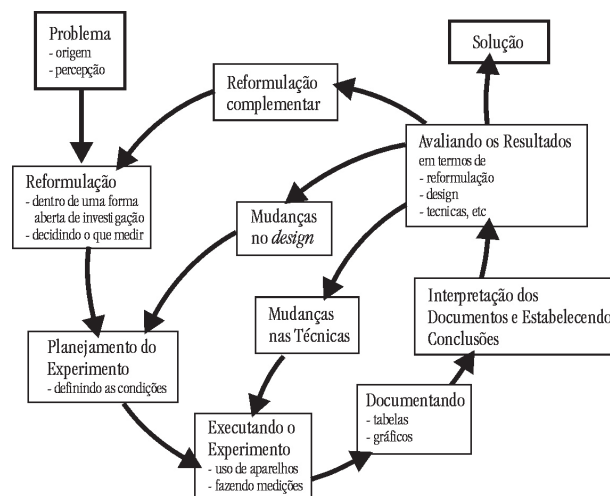 Problema
- origem
- percepção
Solução
Reformulação
complementar
Avaliando os Resultados
em termos de
- reformulação
- design
- tecnicas, etc
Reformulação
- dentro de uma forma
aberta de investigação
- decidindo o que medir
Mudanças
no design
Interpretação dos
Documentos e Estabelecendo
Conclusões
Mudanças
nas Técnicas
Planejamento do
Experimento
- definindo as condições
Documentando
- tabelas
- gráficos
Executando o
Experimento
- uso de aparelhos
- fazendo medições